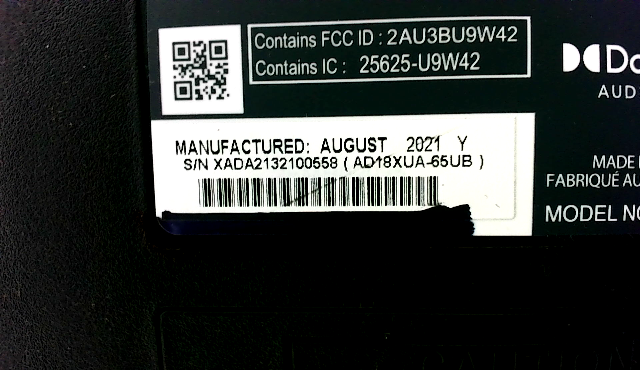 Contains FCC ID : 2AU3BU9W42
Contains IC : 25625-U9W42
AUD
MANUFACTURED: AUGUST 2021 Y
S/N XADA2132100558 ( AD18XUA-65UB )
MADE
FABRIQUÉ AU
MODEL NO